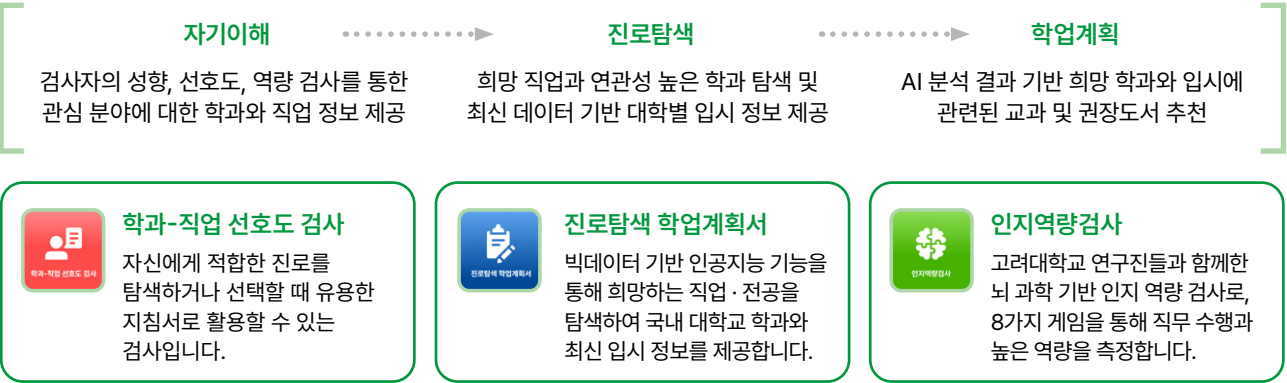 자기이해
진로탐색
학업계획
검사자의 성향, 선호도, 역량 검사를 통한
관심 분야에 대한 학과와 직업 정보 제공
희망 직업과 연관성 높은 학과 탐색 및
최신 데이터 기반 대학별 입시 정보 제공
AI 분석 결과 기반 희망 학과와 입시에
관련된 교과 및 권장도서 추천
학과-직업 선호도 검사
학과-직업 선호도 검사
자신에게 적합한 진로를
탐색하거나 선택할 때 유용한
지침서로 활용할 수 있는
검사입니다.
진로탐색 학업계획서
진로탐색 학업계획서
빅데이터 기반 인공지능 기능을
통해 희망하는 직업 · 전공을
탐색하여 국내 대학교 학과와
최신 입시 정보를 제공합니다.
인지역량검사
인지역량검사
고려대학교 연구진들과 함께한
뇌 과학 기반 인지 역량 검사로,
8가지 게임을 통해 직무 수행과
높은 역량을 측정합니다.